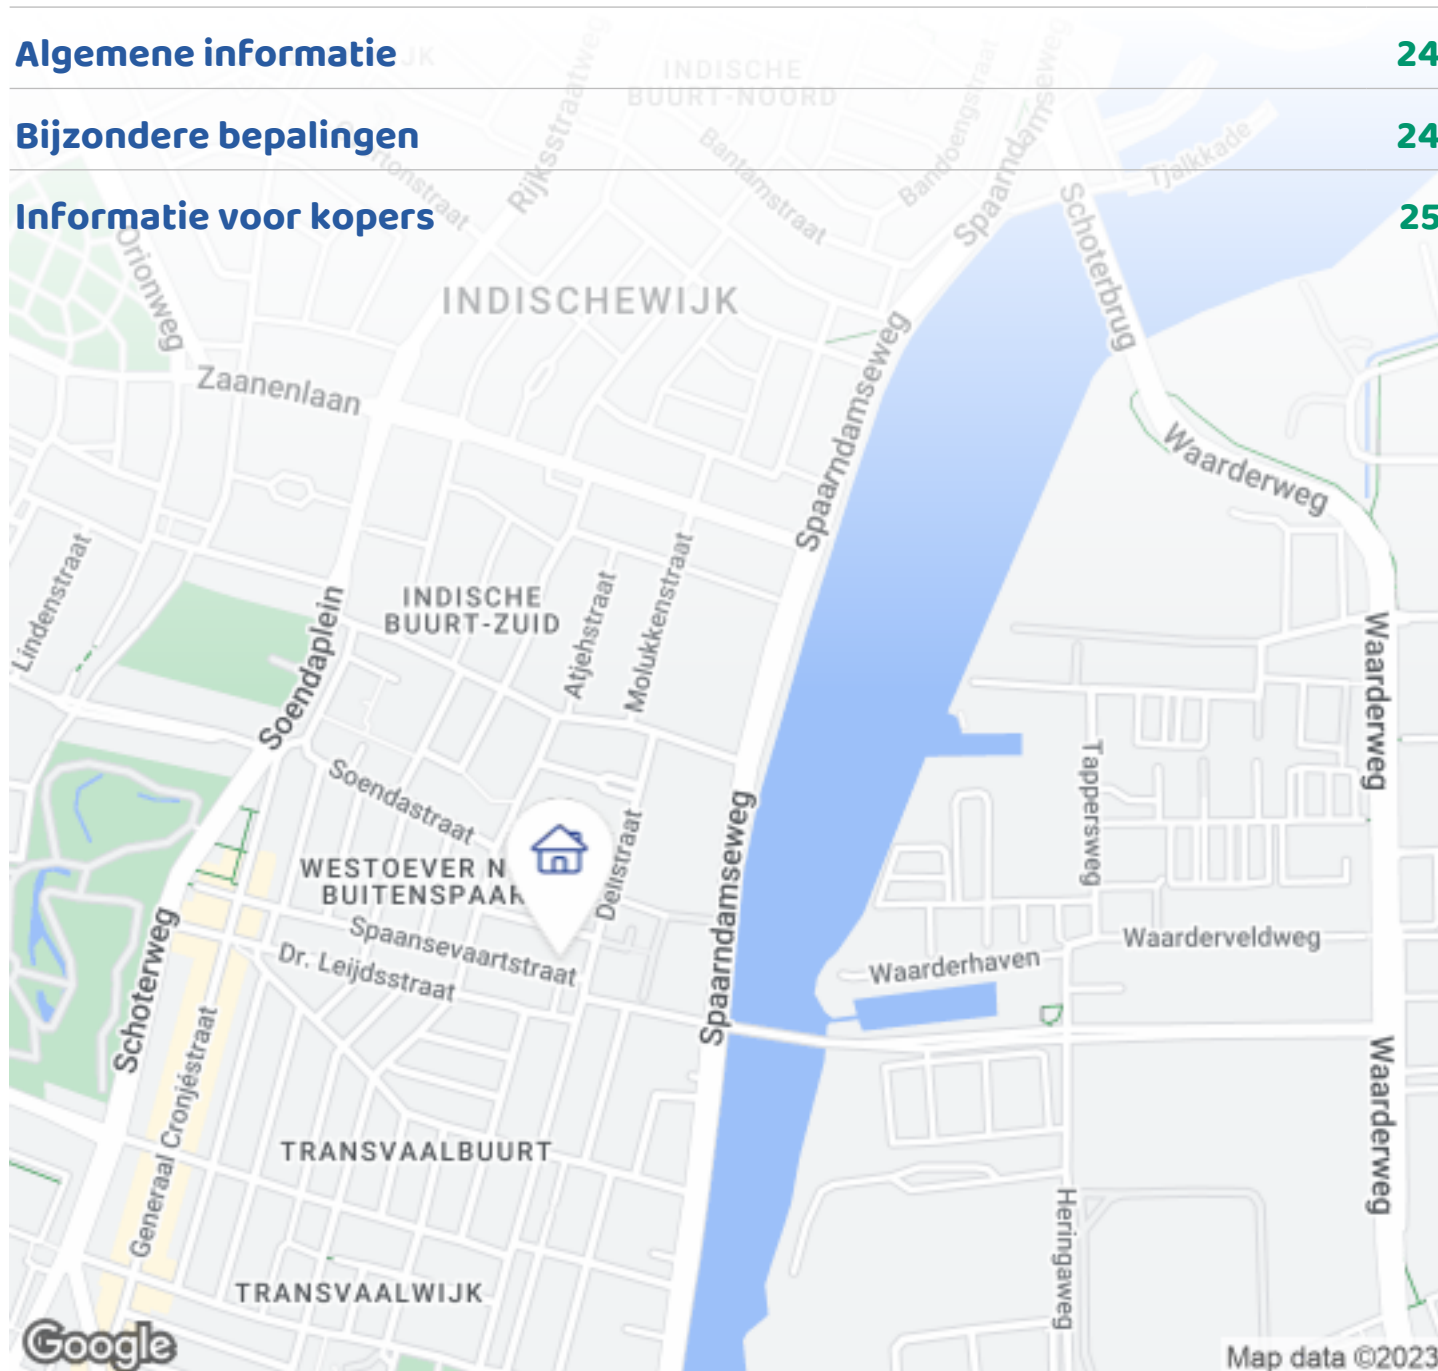 Algemene informatie 24
Bijzondere bepalingen 24
Informatie voor kopers 25
JK
INDISCHE
BUURT-NOORD
Rijksstraatweg
Bantamstraat
Bandoengstraat
Spaarndamseweg
Tjalkkade
Schoterbrug
Orionweg
INDISCHEWIJK
Zaanenlaan
Spaarndamseweg
Waarderweg
Lindenstraat
INDISCHE
BUURT-ZUID
Atjehstraat
Molukkenstraat
Soendaplein
Waarderweg
Soendastraat
Tappersweg
WESTOEVER N
BUITENSPAAR
Delistraat
Spaarndamseweg
Spaansevaartstraat
Dr. Leijdsstraat
Waarderveldweg
Waarderhaven
Schoterweg
Generaal Cronjéstraat
Waarderweg
TRANSVAALBUURT
Heringaweg
TRANSVAALWIJK
Google
Map data ©2023